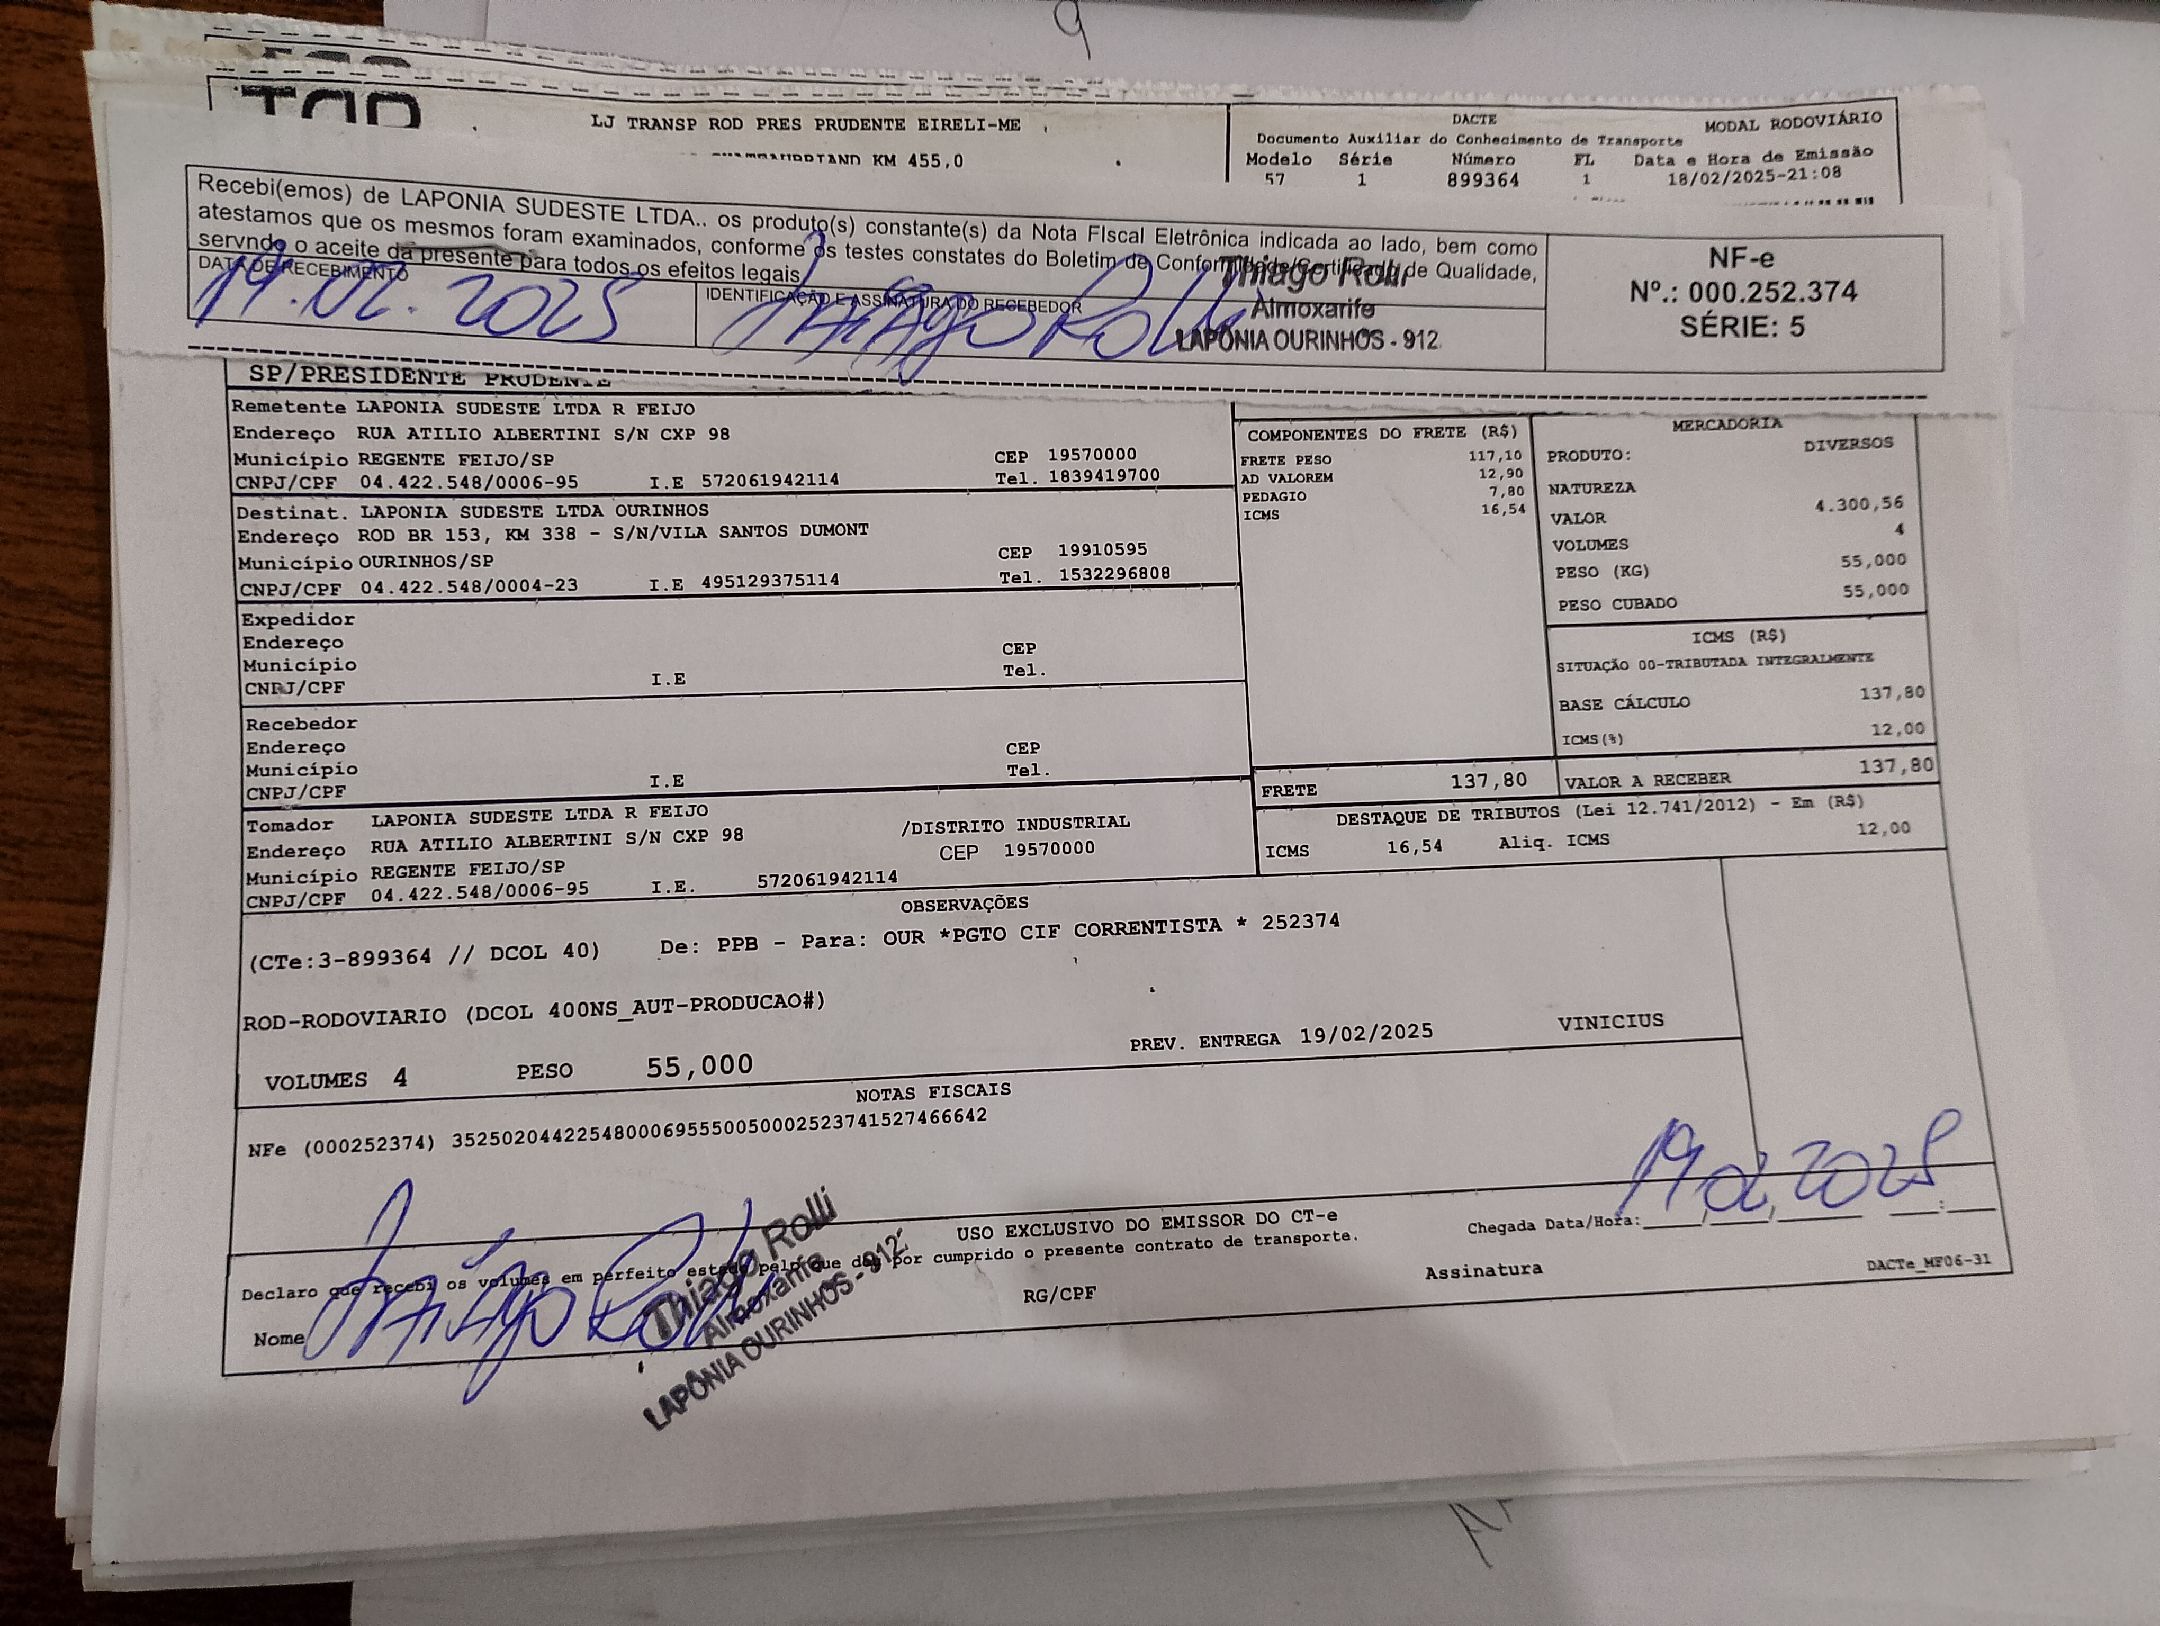 LJ TRANSP ROD PRES PRUDENTE EIRELI-ME
KM 455,0
DACTE
MODAL RODOVIÁRIO
Documento Auxiliar do Conhecimento de Transporte
Modelo Série Número FL Data e Hora de Emissão
57 1 899364 1 18/02/2025-21:08
Recebi(emos) de LAPONIA SUDESTE LTDA.. os produto(s) constante(s) da Nota FIscal Eletrônica indicada ao lado, bem como
atestamos que os mesmos foram examinados, conforme os testes constates do Boletim de Conformidade/Certificado de Qualidade,
servndo o aceite da presente para todos os efeitos legais
DATA DE RECEBIMENTO
19.02.2025
IDENTIFICAÇÃO E ASSINATURA DO RECEBEDOR
Thiago Rolli
Thiago Rolli
Almoxarife
LAPÔNIA OURINHOS - 912
NF-e
Nº.: 000.252.374
SÉRIE: 5
SP/PRESIDENTE PRUDENTE
Remetente LAPONIA SUDESTE LTDA R FEIJO
Endereço RUA ATILIO ALBERTINI S/N CXP 98
Município REGENTE FEIJO/SP CEP 19570000
CNPJ/CPF 04.422.548/0006-95 I.E 572061942114 Tel. 1839419700
Destinat. LAPONIA SUDESTE LTDA OURINHOS
Endereço ROD BR 153, KM 338 - S/N/VILA SANTOS DUMONT
Município OURINHOS/SP CEP 19910595
CNPJ/CPF 04.422.548/0004-23 I.E 495129375114 Tel. 1532296808
Expedidor
Endereço CEP
Município Tel.
CNPJ/CPF I.E
Recebedor
Endereço CEP
Município Tel.
CNPJ/CPF I.E
Tomador LAPONIA SUDESTE LTDA R FEIJO
Endereço RUA ATILIO ALBERTINI S/N CXP 98 /DISTRITO INDUSTRIAL
Município REGENTE FEIJO/SP CEP 19570000
CNPJ/CPF 04.422.548/0006-95 I.E. 572061942114
COMPONENTES DO FRETE (R$)
FRETE PESO 117,10
AD VALOREM 12,90
PEDAGIO 7,80
ICMS 16,54
FRETE 137,80
MERCADORIA
PRODUTO: DIVERSOS
NATUREZA
VALOR 4.300,56
VOLUMES 4
PESO (KG) 55,000
PESO CUBADO 55,000
ICMS (R$)
SITUAÇÃO 00-TRIBUTADA INTEGRALMENTE
BASE CÁLCULO 137,80
ICMS(%) 12,00
VALOR A RECEBER 137,80
DESTAQUE DE TRIBUTOS (Lei 12.741/2012) - Em (R$)
ICMS 16,54 Aliq. ICMS 12,00
OBSERVAÇÕES
(CTe:3-899364 // DCOL 40) De: PPB - Para: OUR *PGTO CIF CORRENTISTA * 252374
ROD-RODOVIARIO (DCOL 400NS_AUT-PRODUCAO#)
VOLUMES 4 PESO 55,000 PREV. ENTREGA 19/02/2025 VINICIUS
NOTAS FISCAIS
NFe (000252374) 35250204422548000695550050002523741527466642
USO EXCLUSIVO DO EMISSOR DO CT-e
Declaro que recebi os volumes em perfeito estado pelo que dou por cumprido o presente contrato de transporte.
Chegada Data/Hora:____/____/______ ___:___
19 02 2025
Nome
Thiago Rolli
RG/CPF
Assinatura
DACTe_MF06-31
Thiago Rolli
Almoxarife
LAPÔNIA OURINHOS - 912